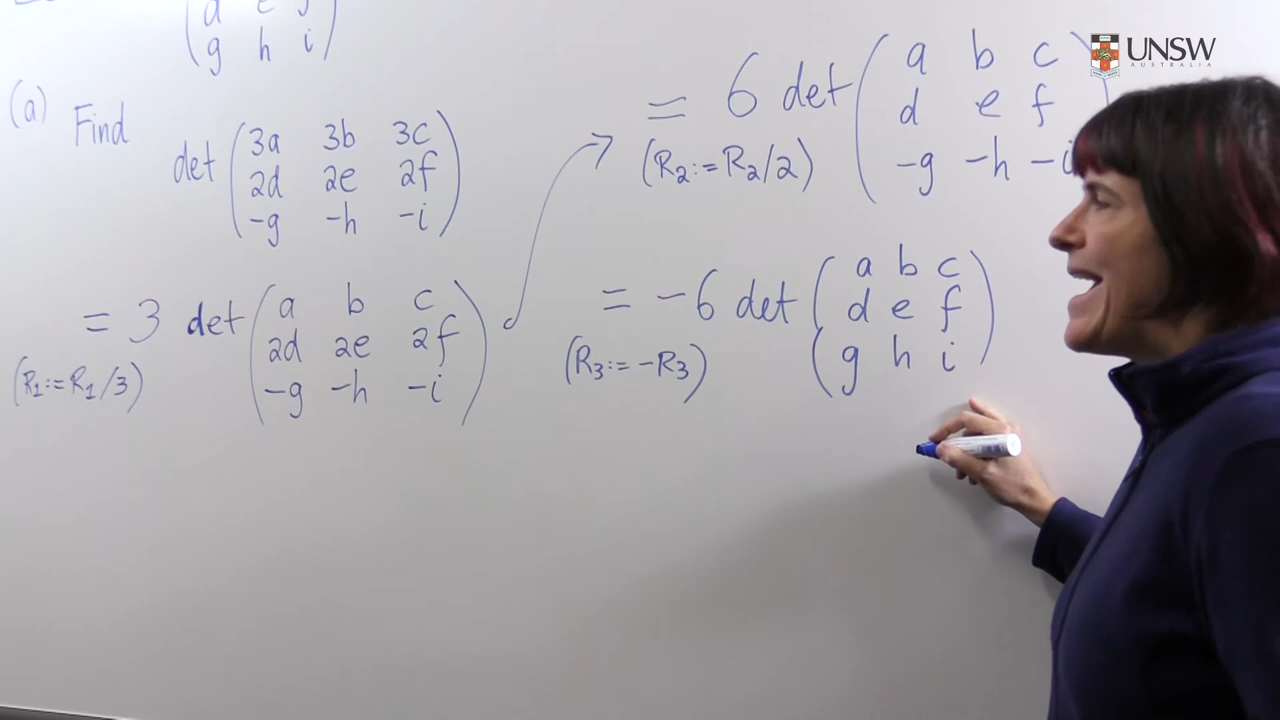 g h i
(a) Find
det ( 3a 3b 3c
2d 2e 2f
-g -h -i )
= 3 det ( a b c
2d 2e 2f
-g -h -i )
(R₁:=R₁/3)
= 6 det ( a b c
d e f
-g -h -i
(R₂:=R₂/2)
= -6 det ( a b c
d e f
g h i )
(R₃:=-R₃)
UNSW
AUSTRALIA